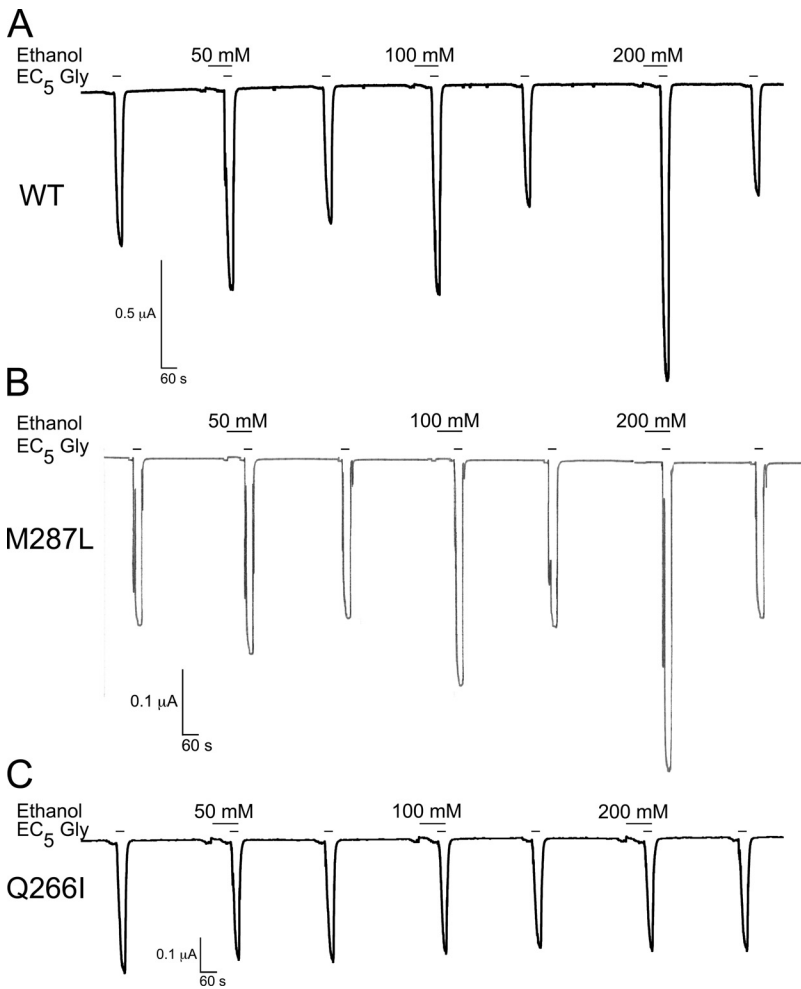 A
Ethanol 50 mM 100 mM 200 mM
EC5 Gly
WT
0.5 μA
60 s
B
Ethanol 50 mM 100 mM 200 mM
EC5 Gly
M287L
0.1 μA
60 s
C
Ethanol 50 mM 100 mM 200 mM
EC5 Gly
Q266I
0.1 μA
60 s